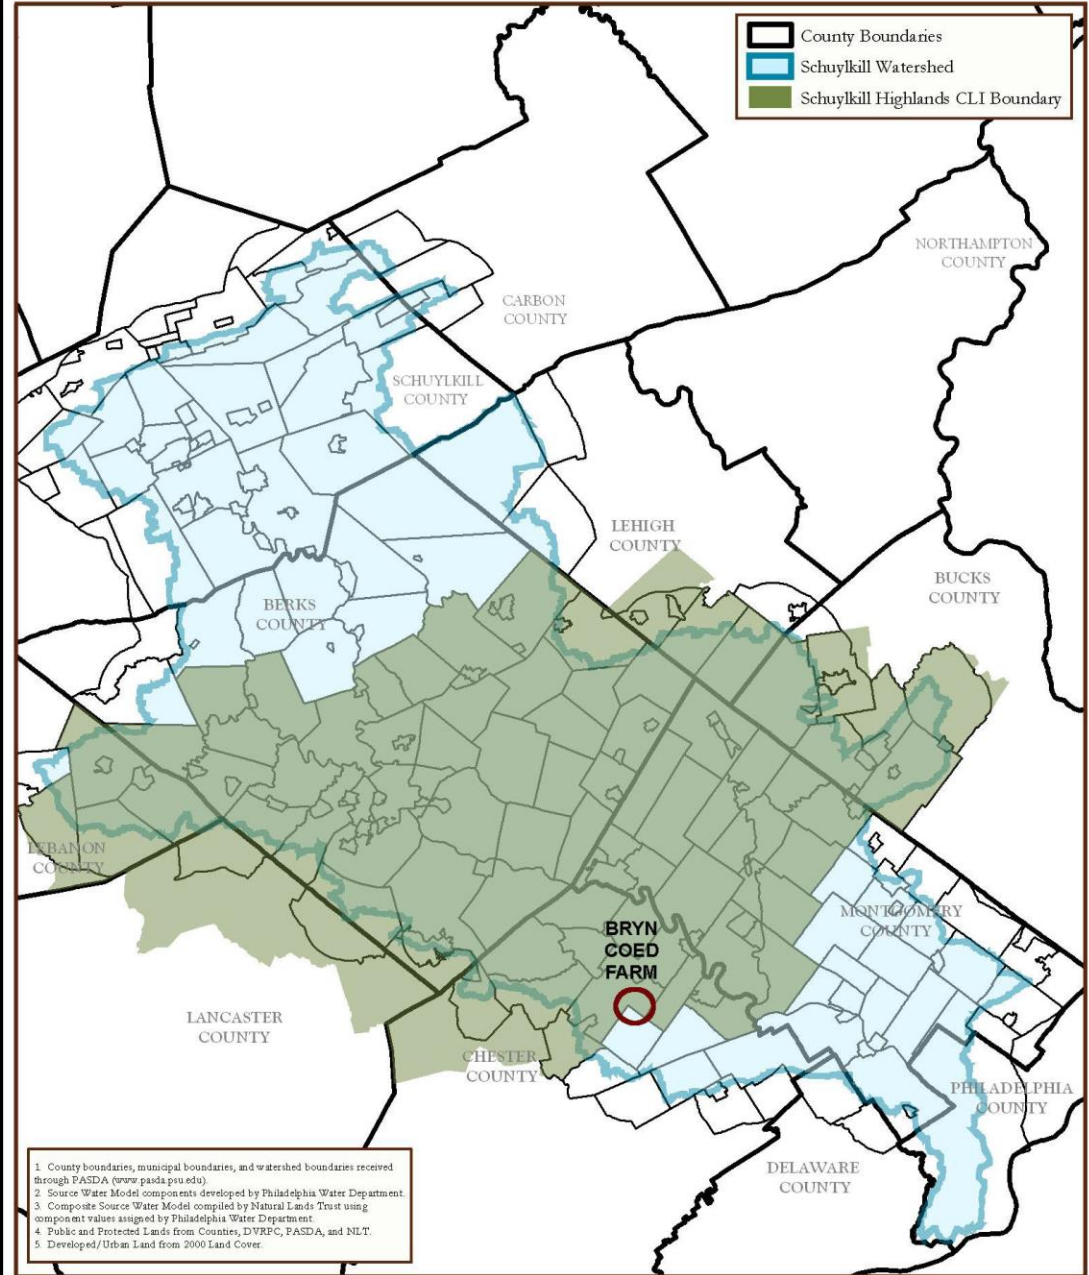 County Boundaries
Schuylkill Watershed
Schuylkill Highlands CLI Boundary
NORTHAMPTON
COUNTY
CARBON
COUNTY
SCHUYLKILL
COUNTY
LEHIGH
COUNTY
BUCKS
COUNTY
BERKS
COUNTY
LEBANON
COUNTY
MONTGOMERY
COUNTY
BRYN
COED
FARM
LANCASTER
COUNTY
CHESTER
COUNTY
PHILADELPHIA
COUNTY
DELAWARE
COUNTY
1. County boundaries, municipal boundaries, and watershed boundaries received
through PASDA (www.pasda.psu.edu).
2. Source Water Model components developed by Philadelphia Water Department.
3. Composite Source Water Model compiled by Natural Lands Trust using
component values assigned by Philadelphia Water Department.
4. Public and Protected Lands from Counties, DVRPC, PASDA, and NLT.
5. Developed/Urban Land from 2000 Land Cover.